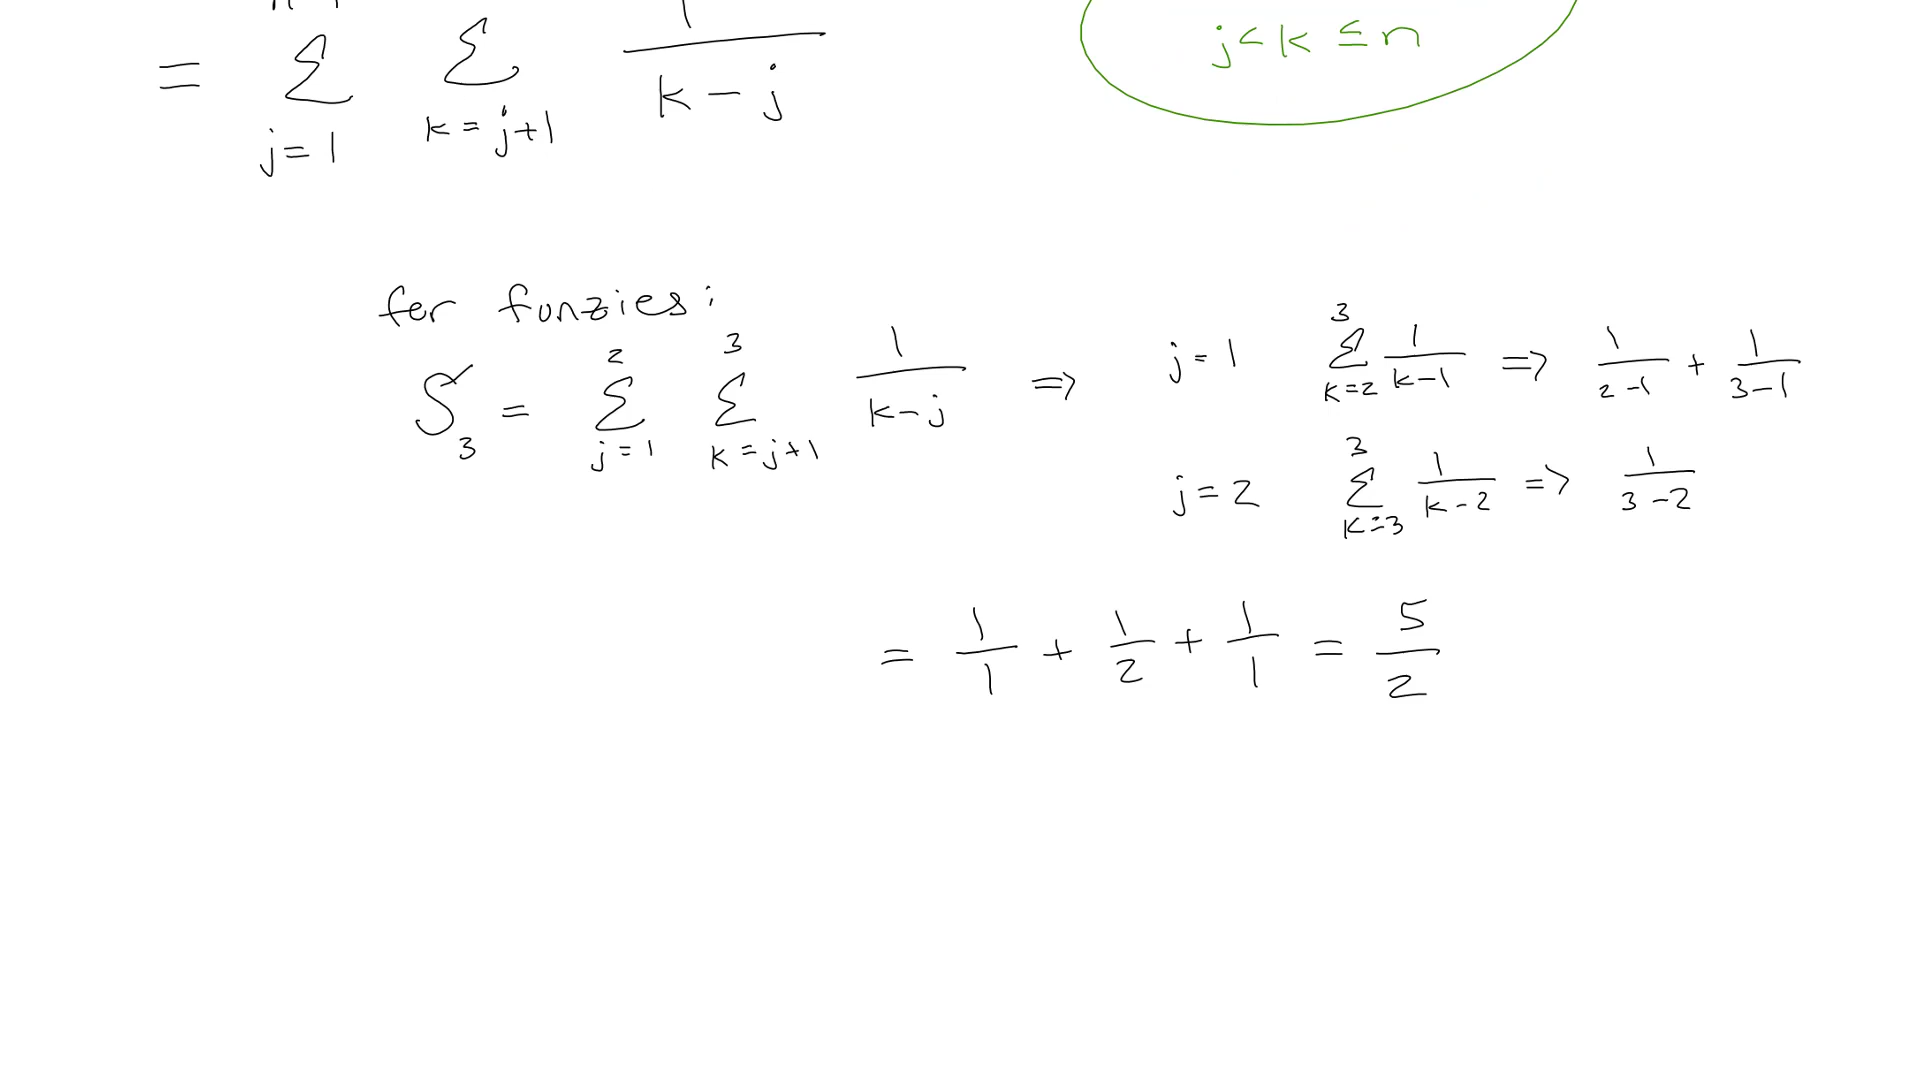 = Σ Σ 1/(k - j)
j=1 k=j+1
j<k≤n
fer funzies:
S_3 = Σ_{j=1}^{2} Σ_{k=j+1}^{3} 1/(k-j) => j=1 Σ_{k=2}^{3} 1/(k-1) => 1/(2-1) + 1/(3-1)
j=2 Σ_{k=3}^{3} 1/(k-2) => 1/(3-2)
= 1/1 + 1/2 + 1/1 = 5/2